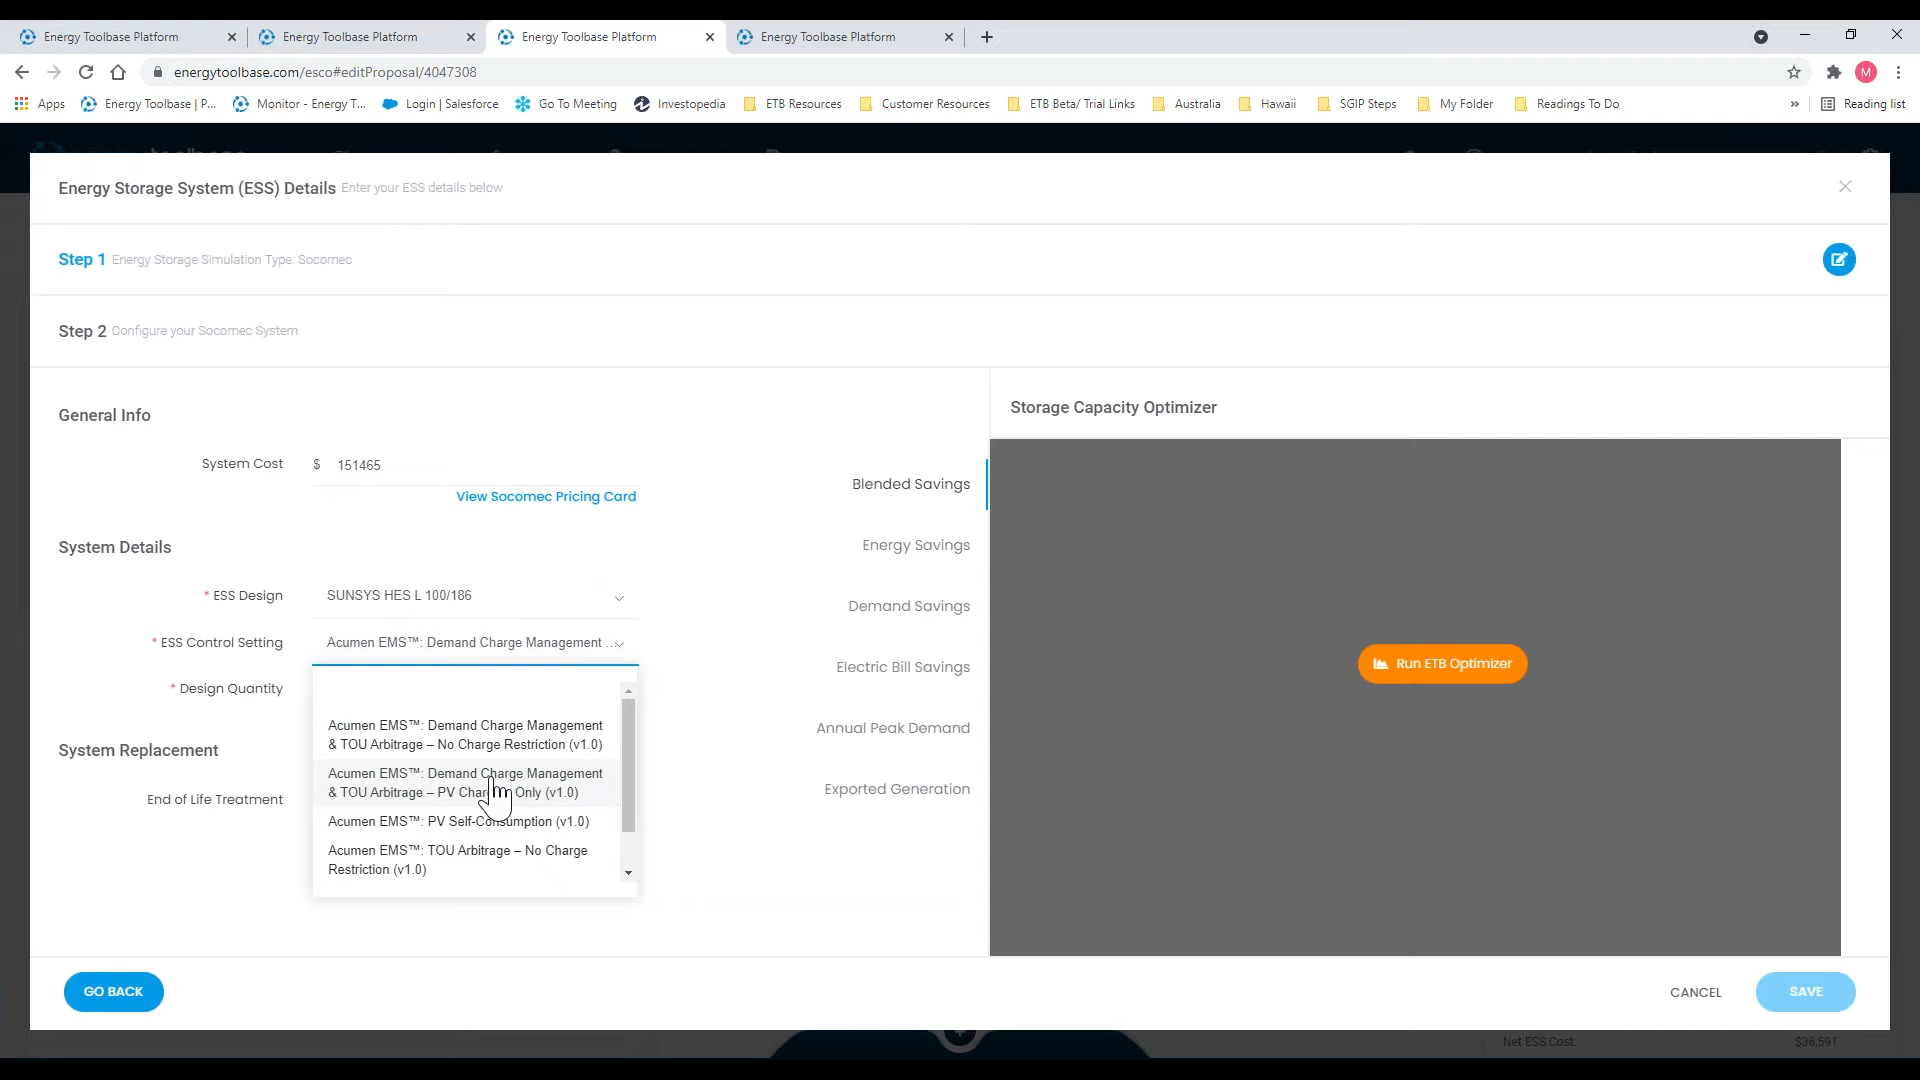 Energy Toolbase Platform
Energy Toolbase Platform
Energy Toolbase Platform
Energy Toolbase Platform
energytoolbase.com/esco#editProposal/4047308
M
Apps
Energy Toolbase | P...
Monitor - Energy T...
Login | Salesforce
Go To Meeting
Investopedia
ETB Resources
Customer Resources
ETB Beta/ Trial Links
Australia
Hawaii
SGIP Steps
My Folder
Readings To Do
»
Reading list
Energy Storage System (ESS) Details Enter your ESS details below
Step 1 Energy Storage Simulation Type: Socomec
Step 2 Configure your Socomec System
General Info
System Cost $ 151465
View Socomec Pricing Card
System Details
* ESS Design SUNSYS HES L 100/186
* ESS Control Setting Acumen EMS™: Demand Charge Management ...
* Design Quantity
Acumen EMS™: Demand Charge Management
& TOU Arbitrage – No Charge Restriction (v1.0)
Acumen EMS™: Demand Charge Management
& TOU Arbitrage – PV Only (v1.0)
Acumen EMS™: PV Self-Consumption (v1.0)
Acumen EMS™: TOU Arbitrage – No Charge
Restriction (v1.0)
System Replacement
End of Life Treatment
Blended Savings
Energy Savings
Demand Savings
Electric Bill Savings
Annual Peak Demand
Exported Generation
Storage Capacity Optimizer
Run ETB Optimizer
GO BACK
CANCEL
SAVE
Net ESS Cost: $36,591